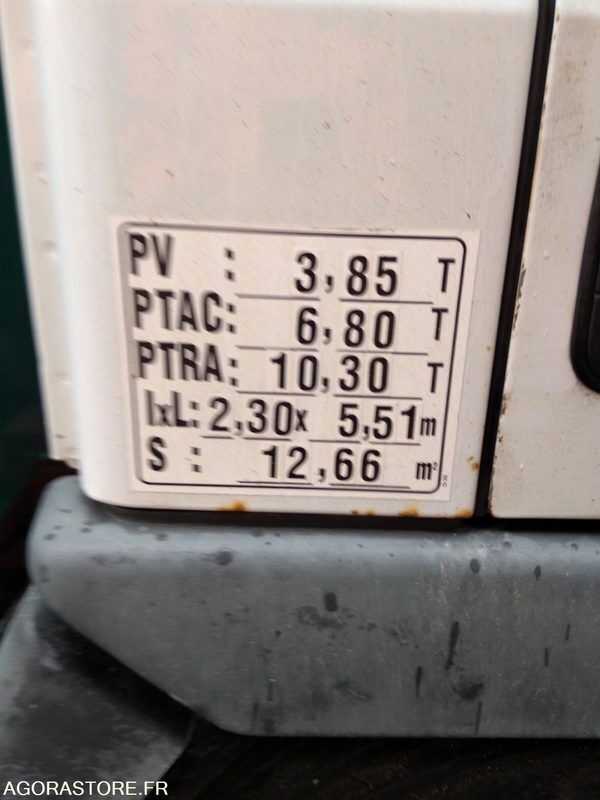 PV : 3,85 T
PTAC: 6,80 T
PTRA: 10,30 T
lxL: 2,30x 5,51m
S : 12,66 m²
AGORASTORE.FR